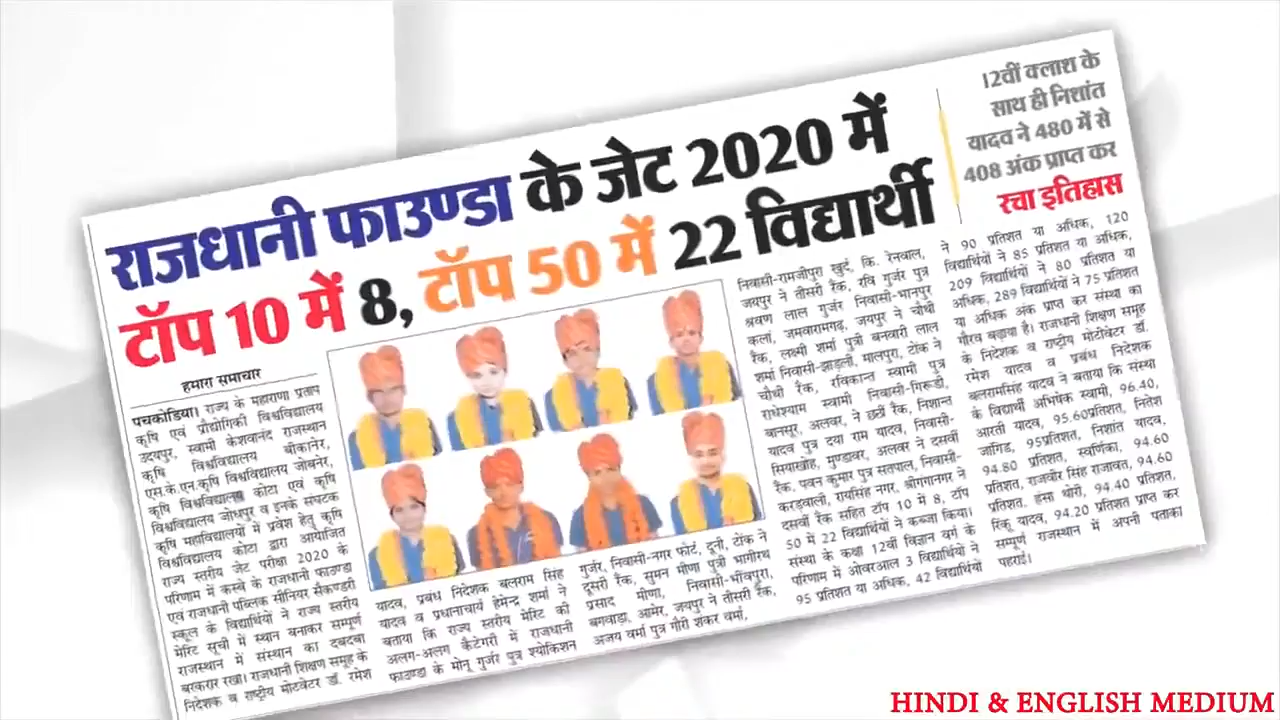 राजधानी फाउण्डा के जेट 2020 में
टॉप 10 में 8, टॉप 50 में 22 विद्यार्थी
12वीं क्लाश के
साथ ही निशांत
यादव ने 480 में से
408 अंक प्राप्त कर
रचा इतिहास
हमारा समाचार
पचकोडिया। राज्य के महाराणा प्रताप
कृषि एवं प्रौद्योगिकी विश्वविद्यालय
उदयपुर, स्वामी केशवानंद राजस्थान
कृषि विश्वविद्यालय बीकानेर,
एस.के.एन.कृषि विश्वविद्यालय जोबनेर,
कृषि विश्वविद्यालय कोटा एवं कृषि
विश्वविद्यालय जोधपुर व इनके संघटक
कृषि महाविद्यालयों में प्रवेश हेतु कृषि
विश्वविद्यालय कोटा द्वारा आयोजित
राज्य स्तरीय जेट परीक्षा 2020 के
परिणाम में कस्बे के राजधानी फाउण्डा
एवं राजधानी पब्लिक सीनियर सैकण्डरी
स्कूल के विद्यार्थियों ने राज्य स्तरीय
मेरिट सूची में स्थान बनाकर सम्पूर्ण
राजस्थान में संस्थान का दबदबा
बरकरार रखा। राजधानी शिक्षण समूह के
निदेशक व राष्ट्रीय मोटवेटर डॉ. रमेश
यादव, प्रबंध निदेशक बलराम सिंह
यादव व प्रधानाचार्य हेमेन्द्र शर्मा ने
बताया कि राज्य स्तरीय मेरिट की
अलग-अलग कैटेगरी में राजधानी
फाउण्डा के मोनू गुर्जर पुत्र श्योकिशन
गुर्जर, निवासी-नगर फोर्ट, दूनी, टोंक ने
दूसरी रैंक, सुमन मीणा पुत्री भागीरथ
प्रसाद मीणा, निवासी-भींवपुरा,
बगवाडा, आमेर, जयपुर ने तीसरी रैंक,
अजय वर्मा पुत्र गौरी शंकर वर्मा,
निवासी-रामजीपुरा खुर्द, कि. रेनवाल,
जयपुर ने तीसरी रैंक, रवि गुर्जर पुत्र
श्रवण लाल गुर्जर निवासी-भानपुर
कलां, जमवारामगढ़, जयपुर ने चौथी
रैंक, लक्ष्मी शर्मा पुत्री बनवारी लाल
शर्मा निवासी-झाड़ली, मालपुरा, टोंक ने
चौथी रैंक, रविकान्त स्वामी पुत्र
राधेश्याम स्वामी निवासी-गिरूडी,
बानसूर, अलवर, ने छठीं रैंक, निशान्त
यादव पुत्र दया राम यादव, निवासी-
सियाखोह, मुण्डावर, अलवर ने दसवीं
रैंक, पवन कुमार पुत्र सतपाल, निवासी-
करड़वाली, रायसिंह नगर, श्रीगंगानगर ने
दसवीं रैंक सहित टॉप 10 में 8, टॉप
50 में 22 विद्यार्थियों ने कब्जा किया।
संस्था के कक्षा 12वीं विज्ञान वर्ग के
परिणाम में ओवरआल 3 विद्यार्थियों ने
95 प्रतिशत या अधिक, 42 विद्यार्थियों
ने 90 प्रतिशत या अधिक, 120
विद्यार्थियों ने 85 प्रतिशत या अधिक,
209 विद्यार्थियों ने 80 प्रतिशत या
अधिक, 289 विद्यार्थियों ने 75 प्रतिशत
या अधिक अंक प्राप्त कर संस्था का
गौरव बढ़ाया है। राजधानी शिक्षण समूह
के निदेशक व राष्ट्रीय मोटीवेटर डॉ.
रमेश यादव व प्रबंध निदेशक
बलरामसिंह यादव ने बताया कि संस्था
के विद्यार्थी अभिषेक स्वामी, 96.40,
आरती यादव, 95.60प्रतिशत, नितेश
जांगिड, 95प्रतिशत, निशांत यादव,
94.80 प्रतिशत, स्वर्णिका, 94.60
प्रतिशत, राजवीर सिंह राजावत, 94.60
प्रतिशत, हंसा थोरी, 94.40 प्रतिशत,
रिंकू यादव, 94.20 प्रतिशत प्राप्त कर
सम्पूर्ण राजस्थान में अपनी पताका
फहराई।
HINDI & ENGLISH MEDIUM